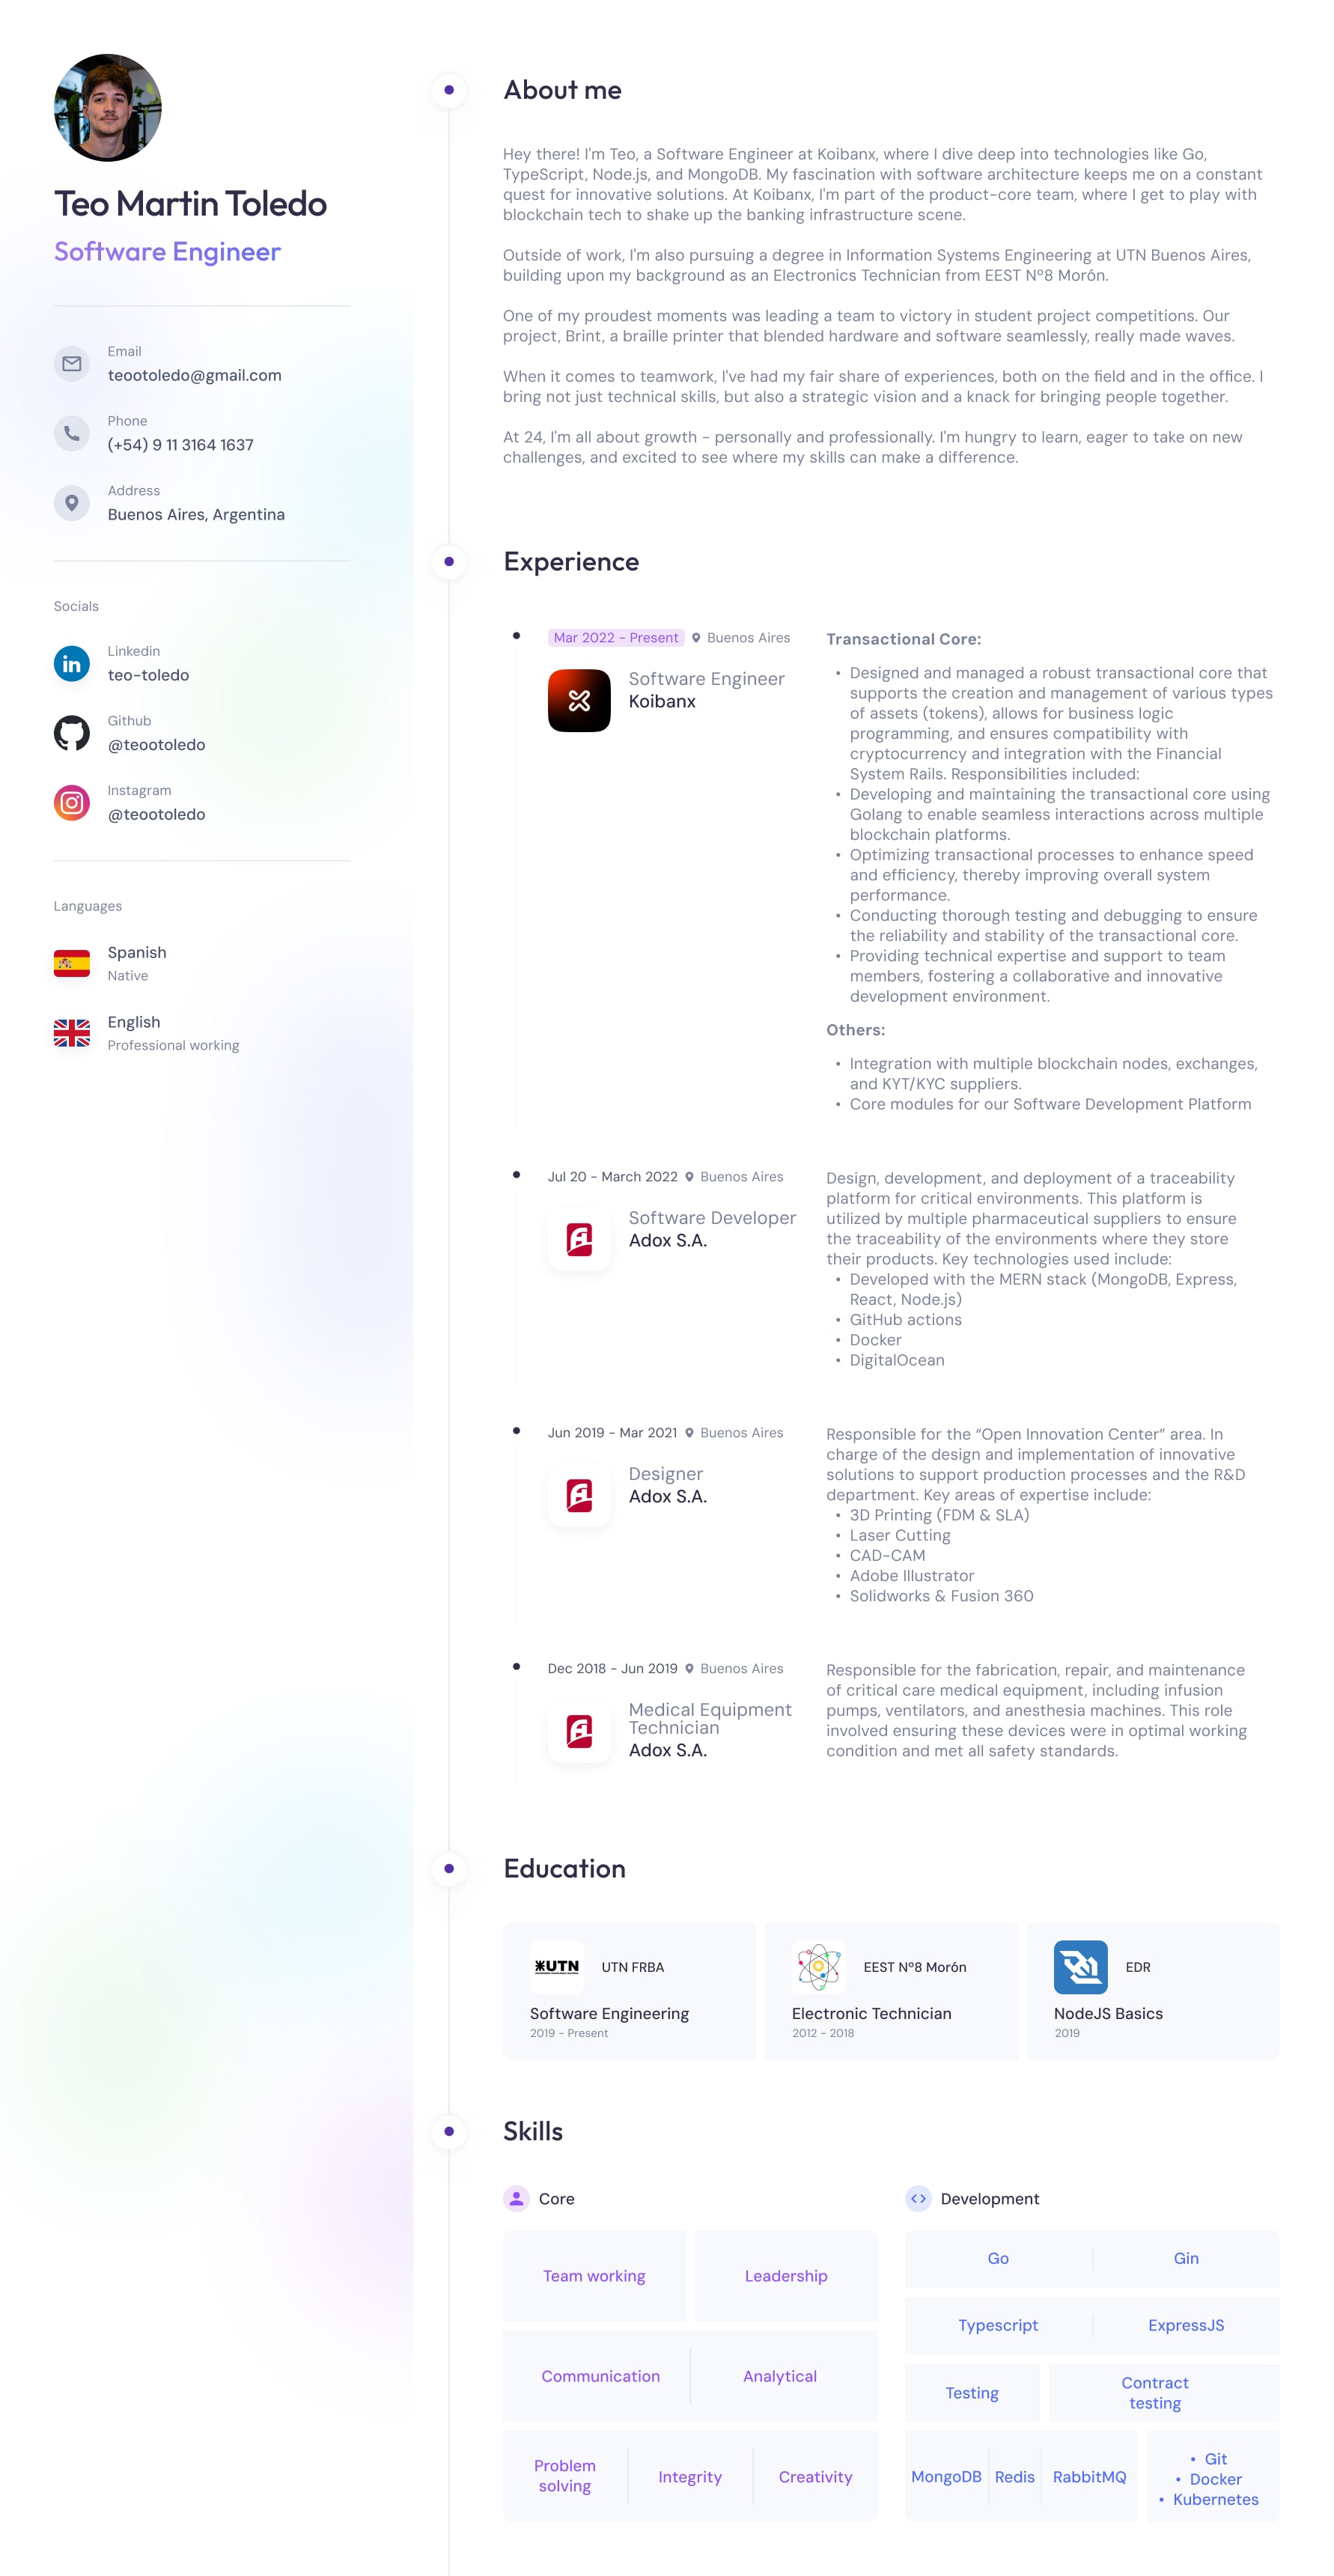 Teo Martin Toledo
Software Engineer
Email
teootoledo@gmail.com
Phone
(+54) 9 11 3164 1637
Address
Buenos Aires, Argentina
Socials
Linkedin
teo-toledo
Github
@teootoledo
Instagram
@teootoledo
Languages
Spanish
Native
English
Professional working
About me
Hey there! I'm Teo, a Software Engineer at Koibanx, where I dive deep into technologies like Go,
TypeScript, Node.js, and MongoDB. My fascination with software architecture keeps me on a constant
quest for innovative solutions. At Koibanx, I'm part of the product-core team, where I get to play with
blockchain tech to shake up the banking infrastructure scene.
Outside of work, I'm also pursuing a degree in Information Systems Engineering at UTN Buenos Aires,
building upon my background as an Electronics Technician from EEST Nº8 Morón.
One of my proudest moments was leading a team to victory in student project competitions. Our
project, Brint, a braille printer that blended hardware and software seamlessly, really made waves.
When it comes to teamwork, I've had my fair share of experiences, both on the field and in the office. I
bring not just technical skills, but also a strategic vision and a knack for bringing people together.
At 24, I'm all about growth - personally and professionally. I'm hungry to learn, eager to take on new
challenges, and excited to see where my skills can make a difference.
Experience
Mar 2022 - Present Buenos Aires
Software Engineer
Koibanx
Transactional Core:
• Designed and managed a robust transactional core that
supports the creation and management of various types
of assets (tokens), allows for business logic
programming, and ensures compatibility with
cryptocurrency and integration with the Financial
System Rails. Responsibilities included:
• Developing and maintaining the transactional core using
Golang to enable seamless interactions across multiple
blockchain platforms.
• Optimizing transactional processes to enhance speed
and efficiency, thereby improving overall system
performance.
• Conducting thorough testing and debugging to ensure
the reliability and stability of the transactional core.
• Providing technical expertise and support to team
members, fostering a collaborative and innovative
development environment.
Others:
• Integration with multiple blockchain nodes, exchanges,
and KYT/KYC suppliers.
• Core modules for our Software Development Platform
Jul 20 - March 2022 Buenos Aires
Software Developer
Adox S.A.
Design, development, and deployment of a traceability
platform for critical environments. This platform is
utilized by multiple pharmaceutical suppliers to ensure
the traceability of the environments where they store
their products. Key technologies used include:
• Developed with the MERN stack (MongoDB, Express,
React, Node.js)
• GitHub actions
• Docker
• DigitalOcean
Jun 2019 - Mar 2021 Buenos Aires
Designer
Adox S.A.
Responsible for the “Open Innovation Center” area. In
charge of the design and implementation of innovative
solutions to support production processes and the R&D
department. Key areas of expertise include:
• 3D Printing (FDM & SLA)
• Laser Cutting
• CAD-CAM
• Adobe Illustrator
• Solidworks & Fusion 360
Dec 2018 - Jun 2019 Buenos Aires
Medical Equipment
Technician
Adox S.A.
Responsible for the fabrication, repair, and maintenance
of critical care medical equipment, including infusion
pumps, ventilators, and anesthesia machines. This role
involved ensuring these devices were in optimal working
condition and met all safety standards.
Education
UTN
UTN FRBA
Software Engineering
2019 - Present
EEST Nº8 Morón
Electronic Technician
2012 - 2018
EDR
NodeJS Basics
2019
Skills
Core
Team working Leadership
Communication Analytical
Problem
solving
Integrity
Creativity
Development
Go Gin
Typescript ExpressJS
Testing
Contract
testing
MongoDB Redis RabbitMQ
• Git
• Docker
• Kubernetes